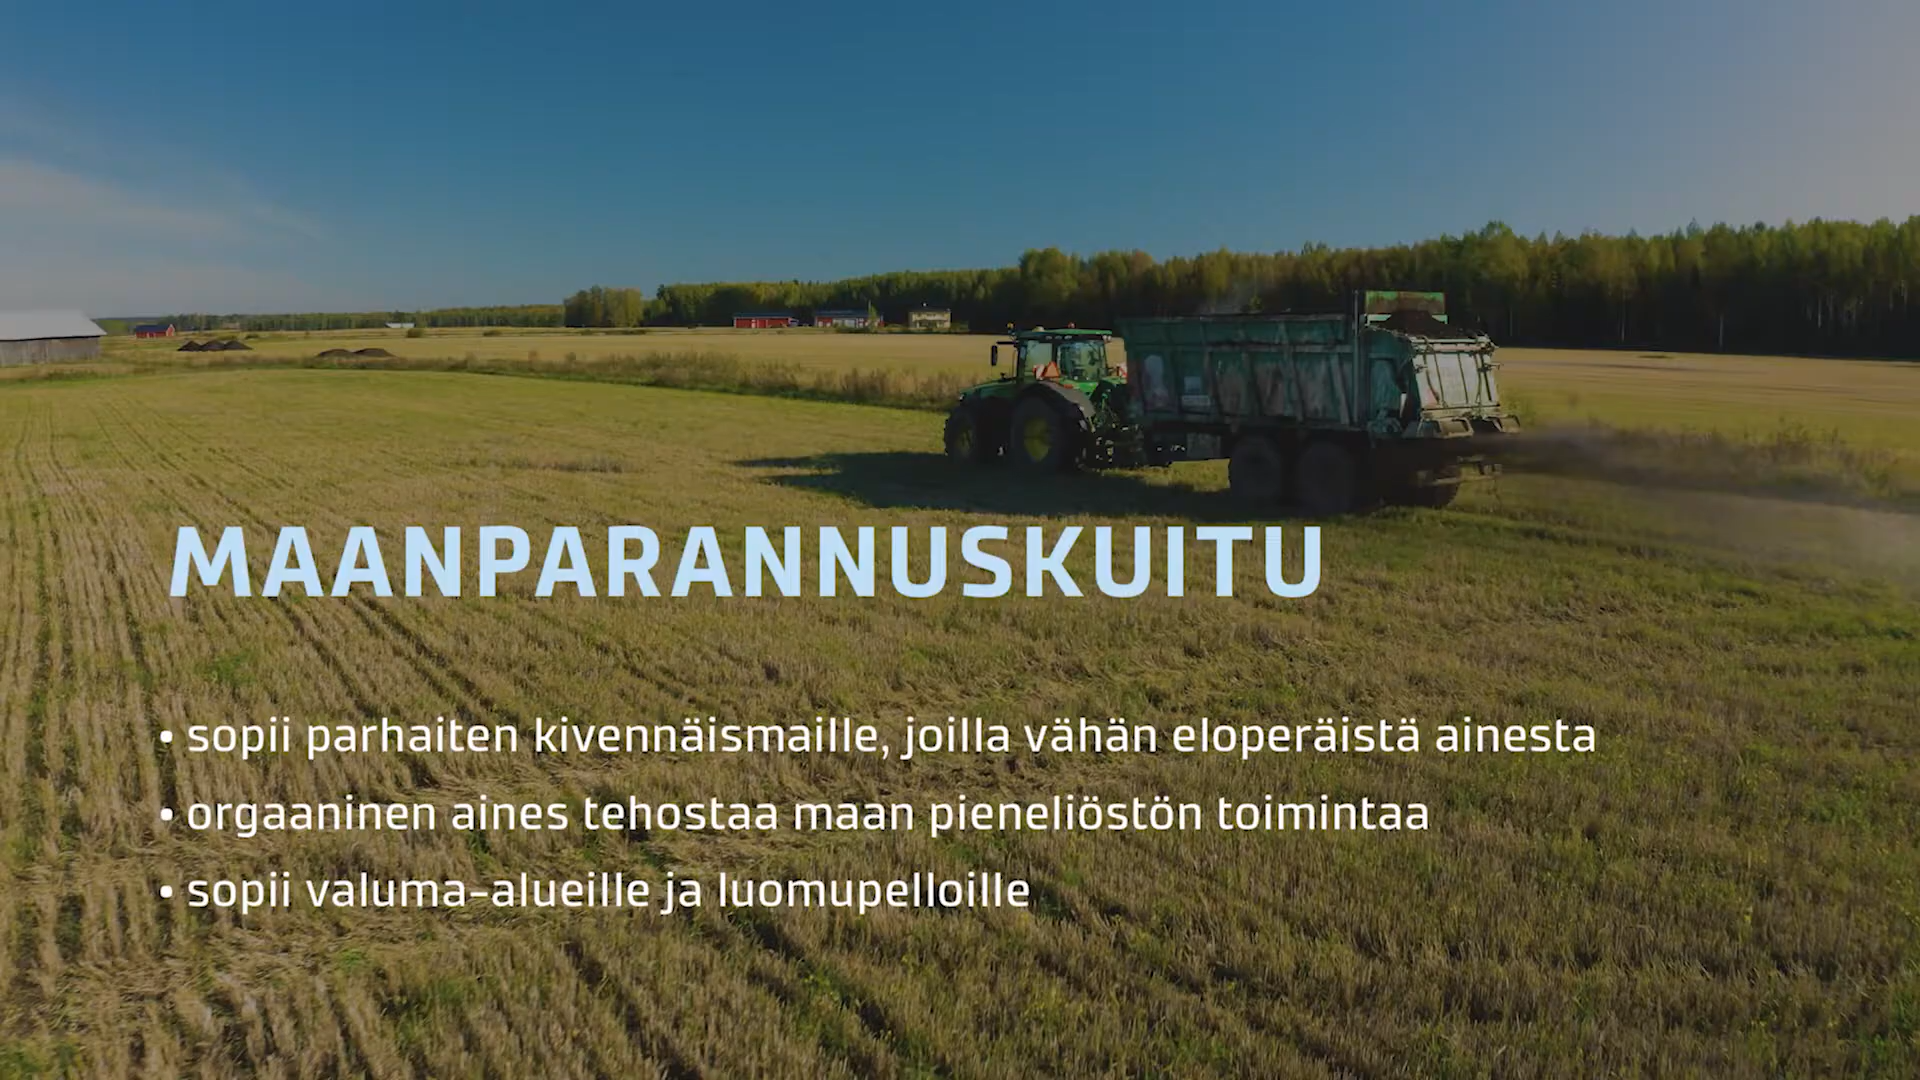 MAANPARANNUSKUITU
• sopii parhaiten kivennäismaille, joilla vähän eloperäistä ainesta
• orgaaninen aines tehostaa maan pieneliöstön toimintaa
• sopii valuma-alueille ja luomupelloille